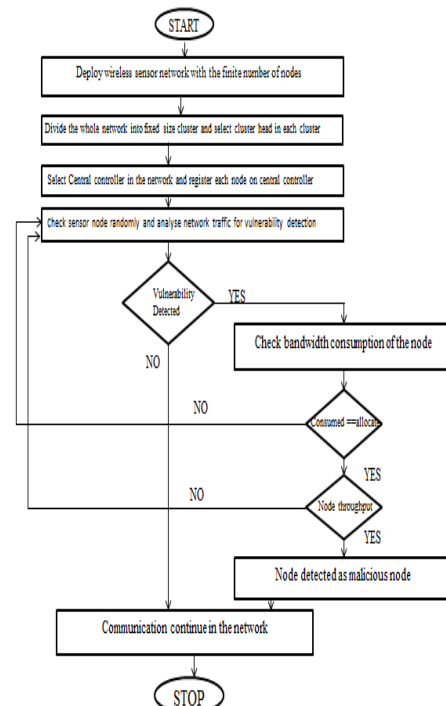 START
Deploy wireless sensor network with the finite number of nodes
Divide the whole network into fixed size cluster and select cluster head in each cluster
Select Central controller in the network and register each node on central controller
Check sensor node randomly and analyse network traffic for vulnerability detection
Vulnerability
Detected
YES
Check bandwidth consumption of the node
NO
NO
Consumed ==allocate
YES
NO
Node throughput
YES
Node detected as malicious node
Communication continue in the network
STOP